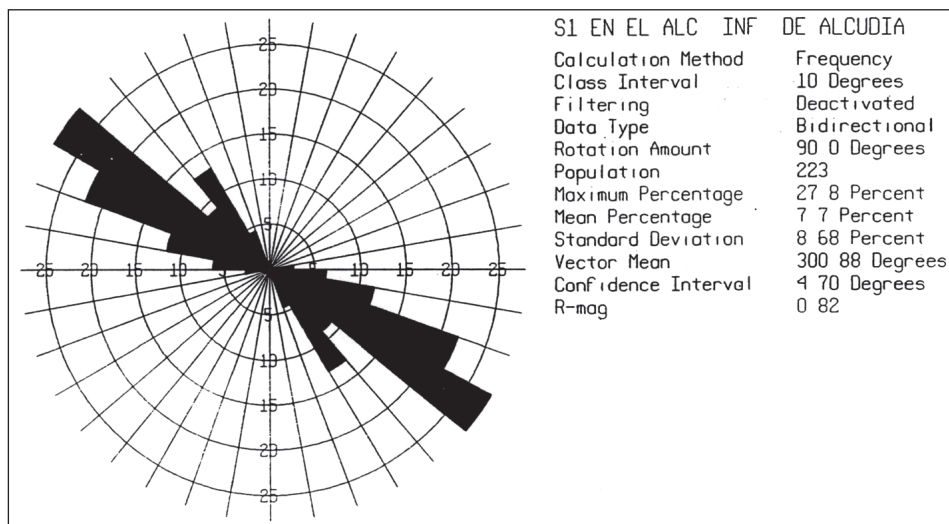 S1 EN EL ALC INF DE ALCUDIA
Calculation Method Frequency
Class Interval 10 Degrees
Filtering Deactivated
Data Type Bidirectional
Rotation Amount 90 0 Degrees
Population 223
Maximum Percentage 27 8 Percent
Mean Percentage 7 7 Percent
Standard Deviation 8 68 Percent
Vector Mean 300 88 Degrees
Confidence Interval 4 70 Degrees
R-mag 0 82
25
20
15
10
5
25 20 15 10 5 5 10 15 20 25
5
10
15
20
25